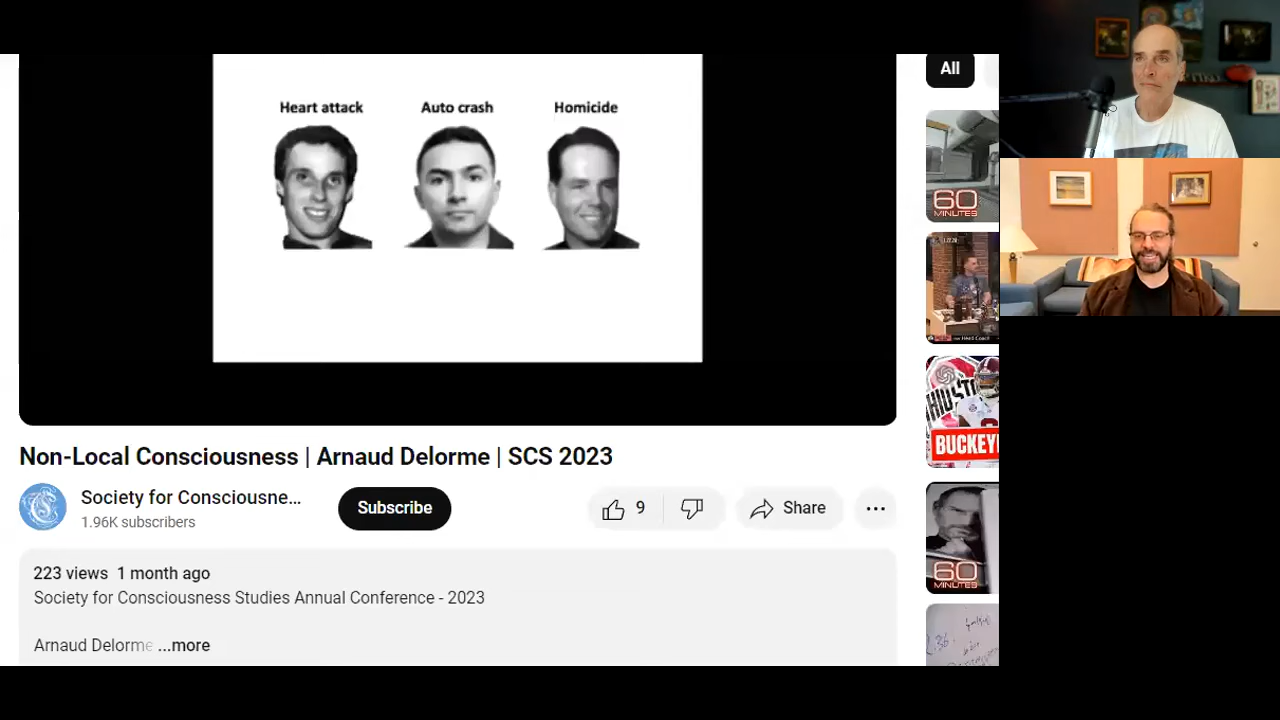 Heart attack
Auto crash
Homicide
All
60
MINUTES
Non-Local Consciousness | Arnaud Delorme | SCS 2023
Society for Consciousne...
1.96K subscribers
Subscribe
9
Share
...
BUCKEY
60
MINUTES
223 views 1 month ago
Society for Consciousness Studies Annual Conference - 2023
Arnaud Delorme ...more